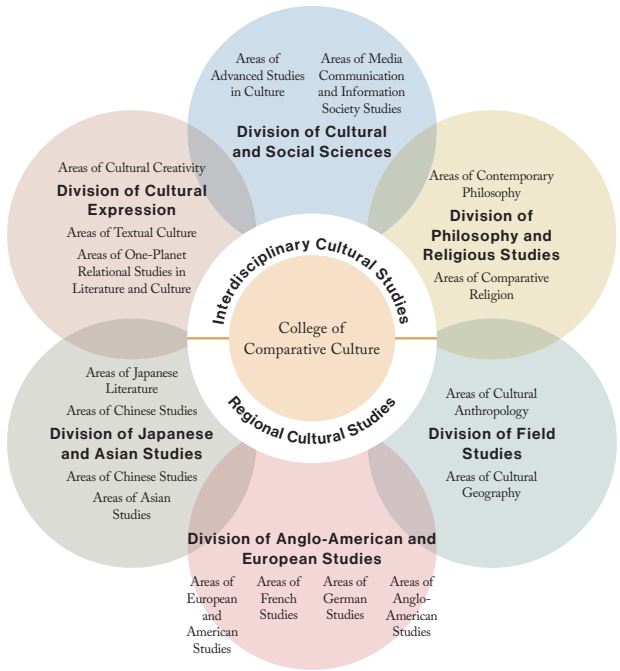 Areas of
Advanced Studies
in Culture
Areas of Media
Communication
and Information
Society Studies
Division of Cultural
and Social Sciences
Areas of Cultural Creativity
Division of Cultural
Expression
Areas of Textual Culture
Areas of One-Planet
Relational Studies in
Literature and Culture
Areas of Contemporary
Philosophy
Division of
Philosophy and
Religious Studies
Areas of Comparative
Religion
Interdisciplinary Cultural Studies
College of
Comparative Culture
Regional Cultural Studies
Areas of Japanese
Literature
Areas of Chinese Studies
Division of Japanese
and Asian Studies
Areas of Chinese Studies
Areas of Asian
Studies
Areas of Cultural
Anthropology
Division of Field
Studies
Areas of Cultural
Geography
Division of Anglo-American and
European Studies
Areas of
European
and
American
Studies
Areas of
French
Studies
Areas of
German
Studies
Areas of
Anglo-
American
Studies